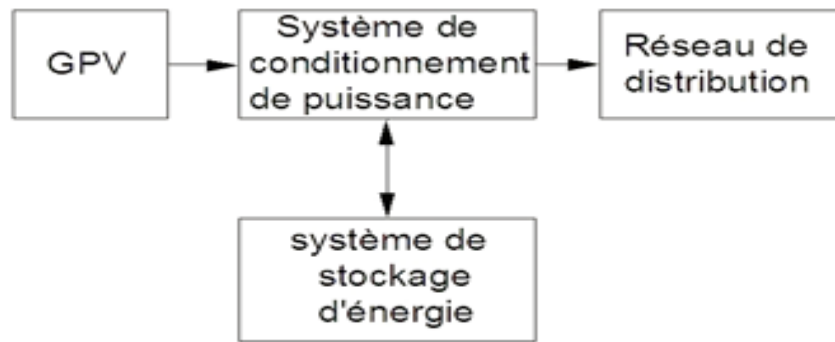 GPV
Système de
conditionnement
de puissance
Réseau de
distribution
système de
stockage
d'énergie